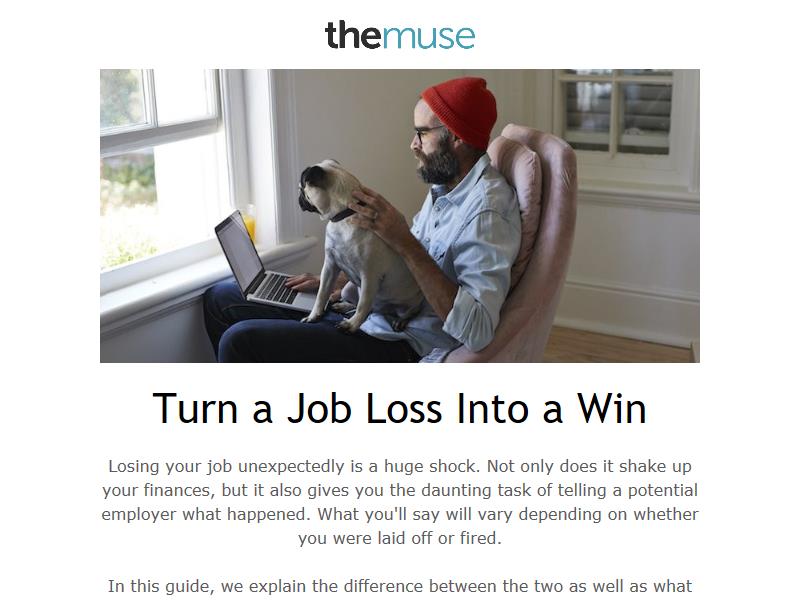 themuse
Turn a Job Loss Into a Win
Losing your job unexpectedly is a huge shock. Not only does it shake up
your finances, but it also gives you the daunting task of telling a potential
employer what happened. What you'll say will vary depending on whether
you were laid off or fired.
In this guide, we explain the difference between the two as well as what